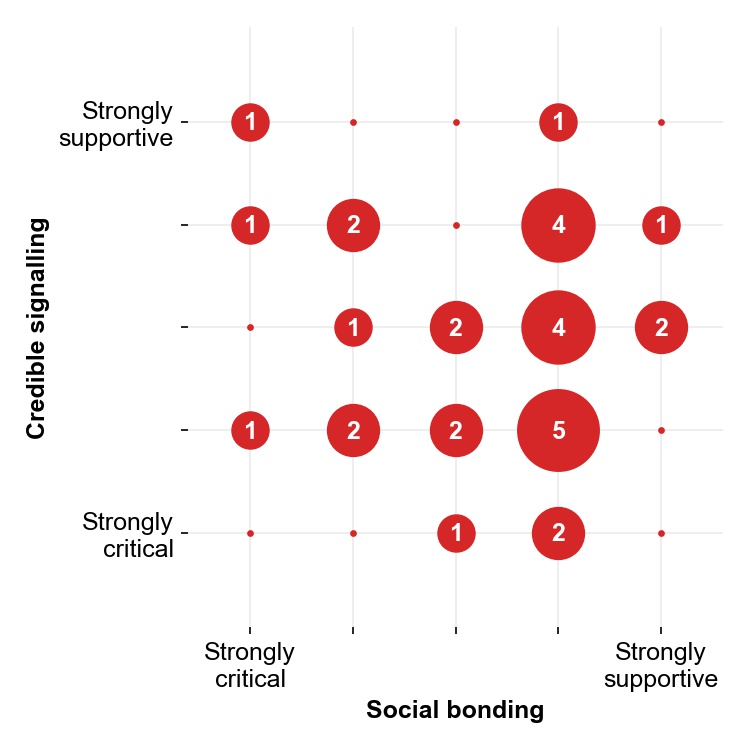 Strongly
supportive
1 1
1 2 4 1
1 2 4 2
1 2 2 5
Strongly
critical
1 2
Credible signalling
Strongly
critical
Strongly
supportive
Social bonding